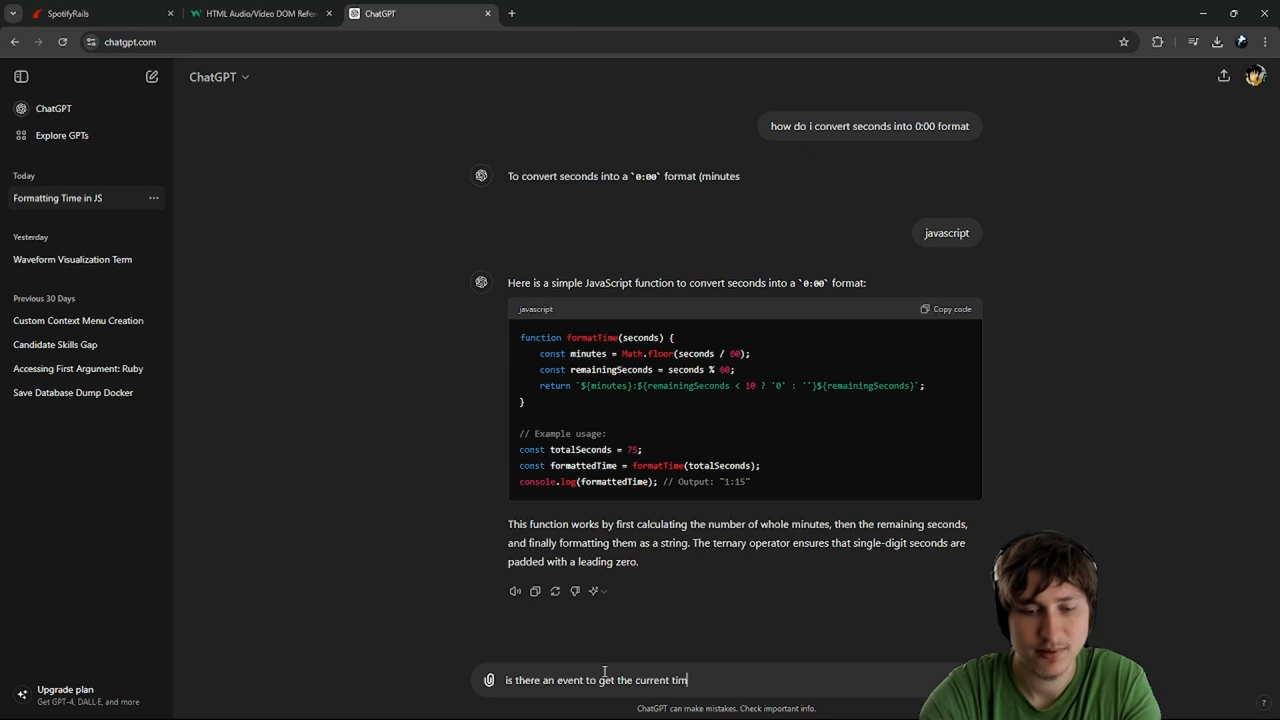 SpotifyRails
HTML Audio/Video DOM Refer
ChatGPT
chatgpt.com
ChatGPT
ChatGPT
Explore GPTs
Today
Formatting Time in JS
Yesterday
Waveform Visualization Term
Previous 30 Days
Custom Context Menu Creation
Candidate Skills Gap
Accessing First Argument: Ruby
Save Database Dump Docker
Upgrade plan
Get GPT-4, DALL·E, and more
how do i convert seconds into 0:00 format
To convert seconds into a `0:00` format (minutes
javascript
Here is a simple JavaScript function to convert seconds into a `0:00` format:
javascript
Copy code
function formatTime(seconds) {
const minutes = Math.floor(seconds / 60);
const remainingSeconds = seconds % 60;
return `${minutes}:${remainingSeconds < 10 ? '0' : ''}${remainingSeconds}`;
}
// Example usage:
const totalSeconds = 75;
const formattedTime = formatTime(totalSeconds);
console.log(formattedTime); // Output: "1:15"
This function works by first calculating the number of whole minutes, then the remaining seconds,
and finally formatting them as a string. The ternary operator ensures that single-digit seconds are
padded with a leading zero.
is there an event to get the current tim
ChatGPT can make mistakes. Check important info.
?